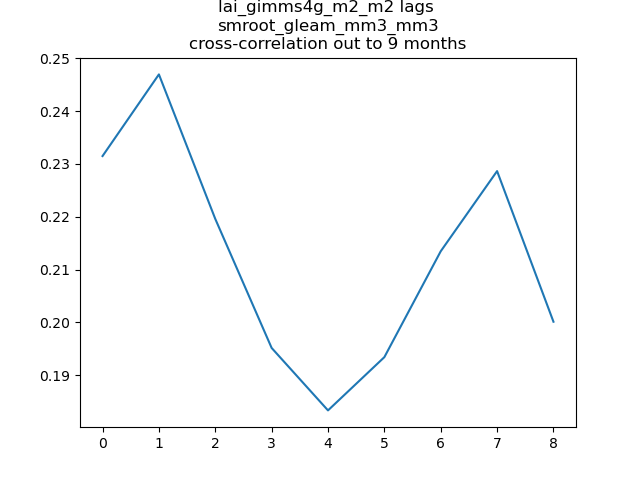 lai_gimms4g_m2_m2 lags
smroot_gleam_mm3_mm3
cross-correlation out to 9 months
0.25
0.24
0.23
0.22
0.21
0.20
0.19
0 1 2 3 4 5 6 7 8